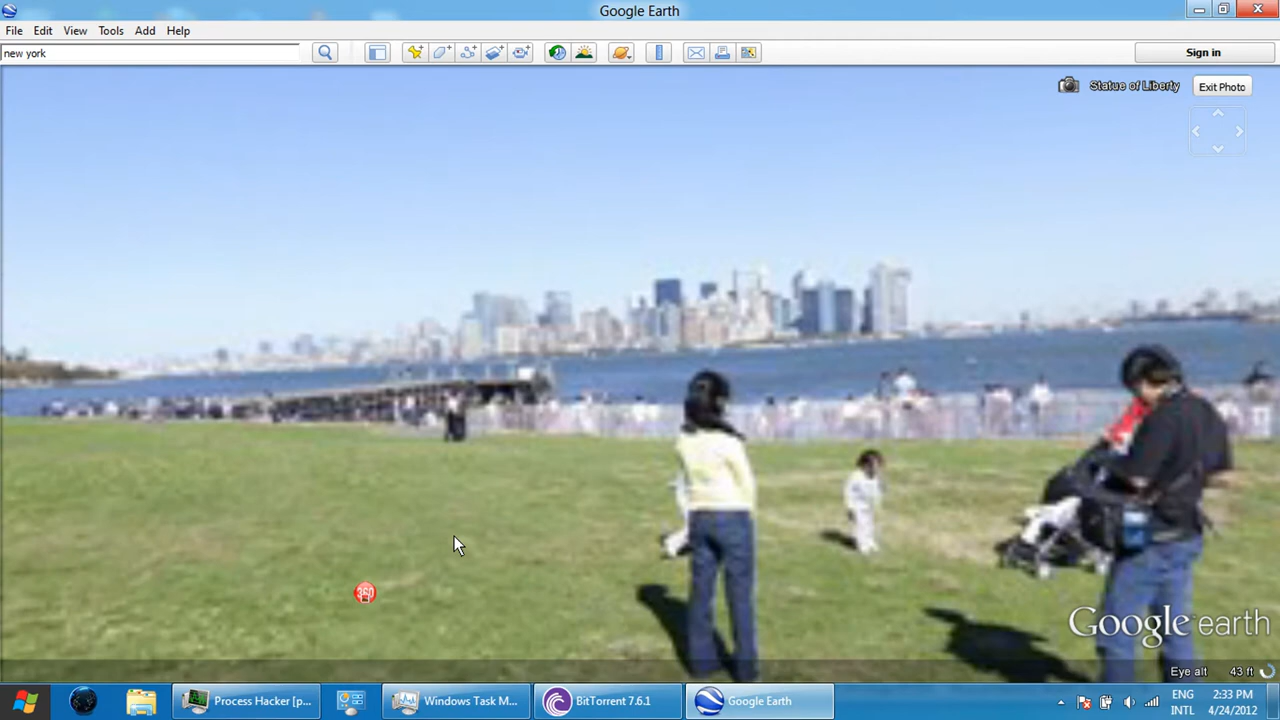 Google Earth
File Edit View Tools Add Help
new york
Sign in
Statue of Liberty
Exit Photo
360
Google earth
Eye alt 43 ft
Process Hacker [p...
Windows Task M...
BitTorrent 7.6.1
Google Earth
ENG
INTL
2:33 PM
4/24/2012